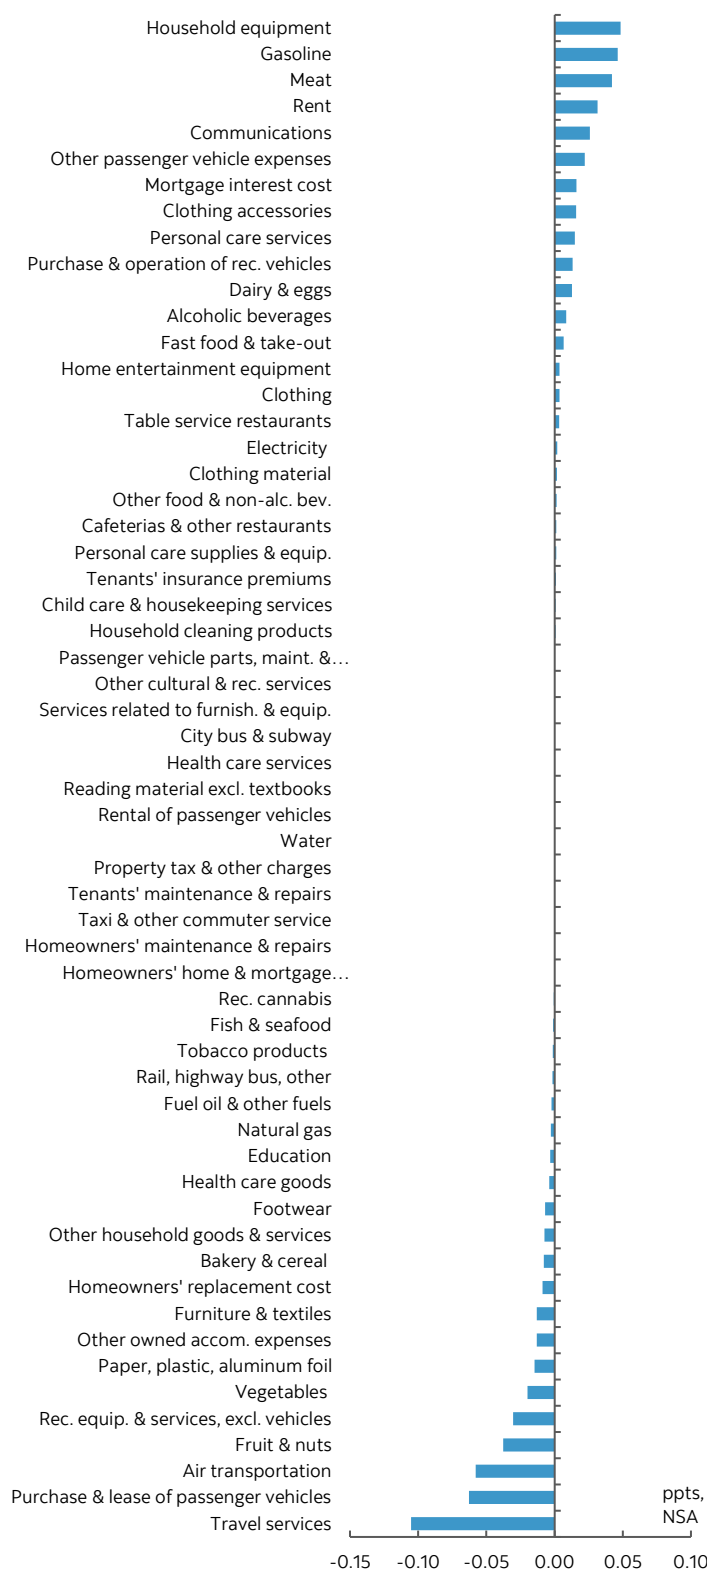 Household equipment
Gasoline
Meat
Rent
Communications
Other passenger vehicle expenses
Mortgage interest cost
Clothing accessories
Personal care services
Purchase & operation of rec. vehicles
Dairy & eggs
Alcoholic beverages
Fast food & take-out
Home entertainment equipment
Clothing
Table service restaurants
Electricity
Clothing material
Other food & non-alc. bev.
Cafeterias & other restaurants
Personal care supplies & equip.
Tenants' insurance premiums
Child care & housekeeping services
Household cleaning products
Passenger vehicle parts, maint. &…
Other cultural & rec. services
Services related to furnish. & equip.
City bus & subway
Health care services
Reading material excl. textbooks
Rental of passenger vehicles
Water
Property tax & other charges
Tenants' maintenance & repairs
Taxi & other commuter service
Homeowners' maintenance & repairs
Homeowners' home & mortgage…
Rec. cannabis
Fish & seafood
Tobacco products
Rail, highway bus, other
Fuel oil & other fuels
Natural gas
Education
Health care goods
Footwear
Other household goods & services
Bakery & cereal
Homeowners' replacement cost
Furniture & textiles
Other owned accom. expenses
Paper, plastic, aluminum foil
Vegetables
Rec. equip. & services, excl. vehicles
Fruit & nuts
Air transportation
Purchase & lease of passenger vehicles
Travel services
ppts,
NSA
-0.15 -0.10 -0.05 0.00 0.05 0.10